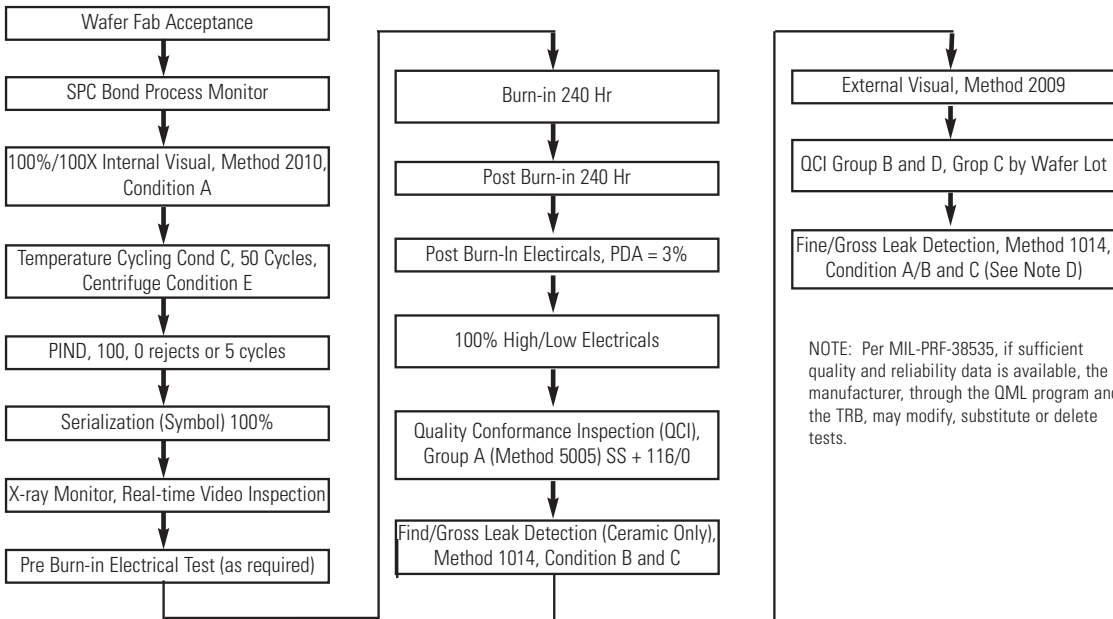 Wafer Fab Acceptance
SPC Bond Process Monitor
100%/100X Internal Visual, Method 2010,
Condition A
Temperature Cycling Cond C, 50 Cycles,
Centrifuge Condition E
PIND, 100, 0 rejects or 5 cycles
Serialization (Symbol) 100%
X-ray Monitor, Real-time Video Inspection
Pre Burn-in Electrical Test (as required)
Burn-in 240 Hr
Post Burn-in 240 Hr
Post Burn-In Electircals, PDA = 3%
100% High/Low Electricals
Quality Conformance Inspection (QCI),
Group A (Method 5005) SS + 116/0
Find/Gross Leak Detection (Ceramic Only),
Method 1014, Condition B and C
External Visual, Method 2009
QCI Group B and D, Grop C by Wafer Lot
Fine/Gross Leak Detection, Method 1014,
Condition A/B and C (See Note D)
NOTE: Per MIL-PRF-38535, if sufficient
quality and reliability data is available, the
manufacturer, through the QML program and
the TRB, may modify, substitute or delete
tests.